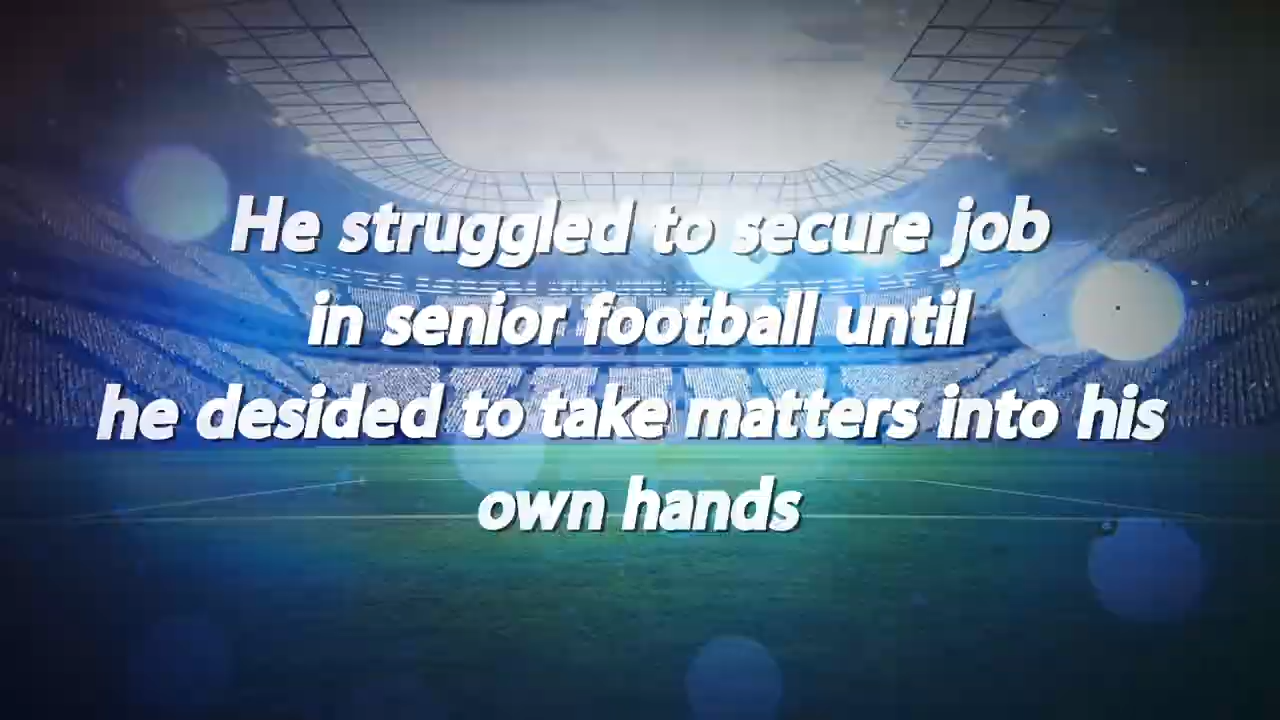 He struggled to secure job
in senior football until
he desided to take matters into his
own hands